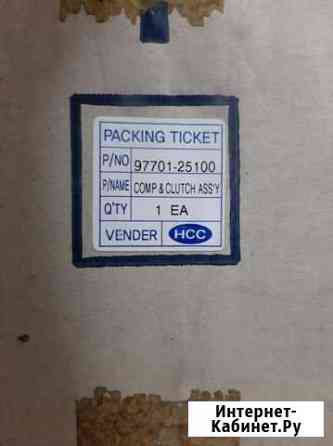 PACKING TICKET
P/NO 97701-25100
P/NAME COMP & CLUTCH ASS'Y
Q'TY 1 EA
VENDER HCC
Интернет-
Кабинет.Ру